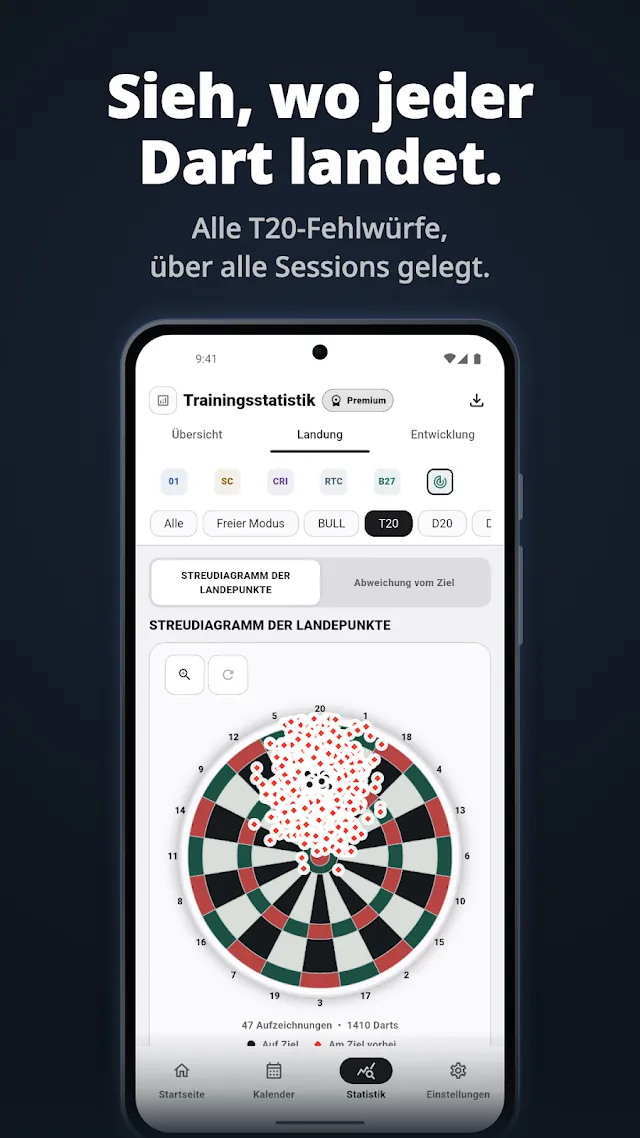 Sieh, wo jeder
Dart landet.
Alle T20-Fehlwürfe,
über alle Sessions gelegt.
9:41
Trainingsstatistik
Premium
Übersicht
Landung
Entwicklung
01
SC
CRI
RTC
B27
Alle
Freier Modus
BULL
T20
D20
D
STREUDIAGRAMM DER
LANDEPUNKTE
Abweichung vom Ziel
STREUDIAGRAMM DER LANDEPUNKTE
20
5
1
12
18
9
4
14
13
11
6
8
10
16
15
7
2
19
17
3
47 Aufzeichnungen • 1410 Darts
Auf Ziel
Am Ziel vorbei
Startseite
Kalender
Statistik
Einstellungen